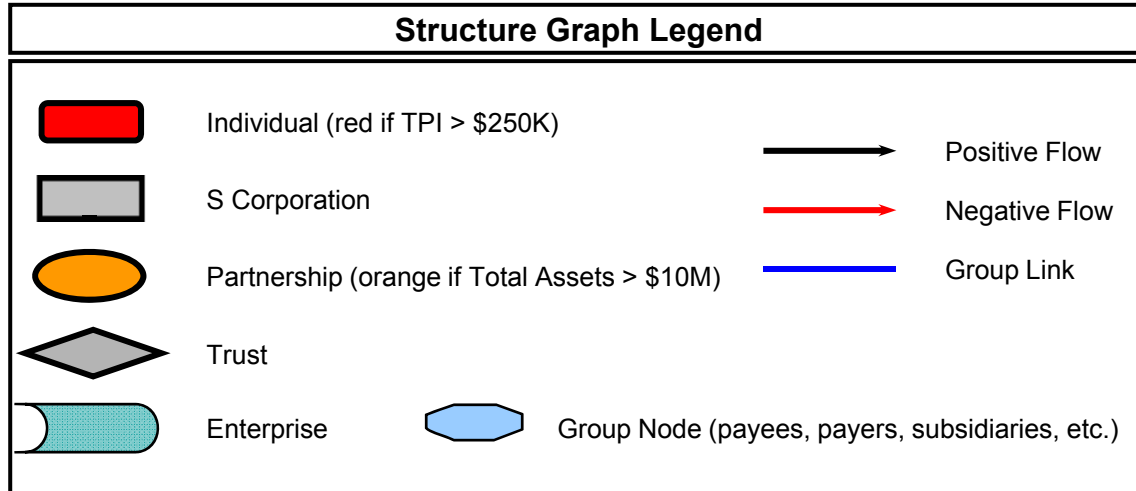 Structure Graph Legend
Individual (red if TPI > $250K)
S Corporation
Partnership (orange if Total Assets > $10M)
Trust
Enterprise
Group Node (payees, payers, subsidiaries, etc.)
Positive Flow
Negative Flow
Group Link